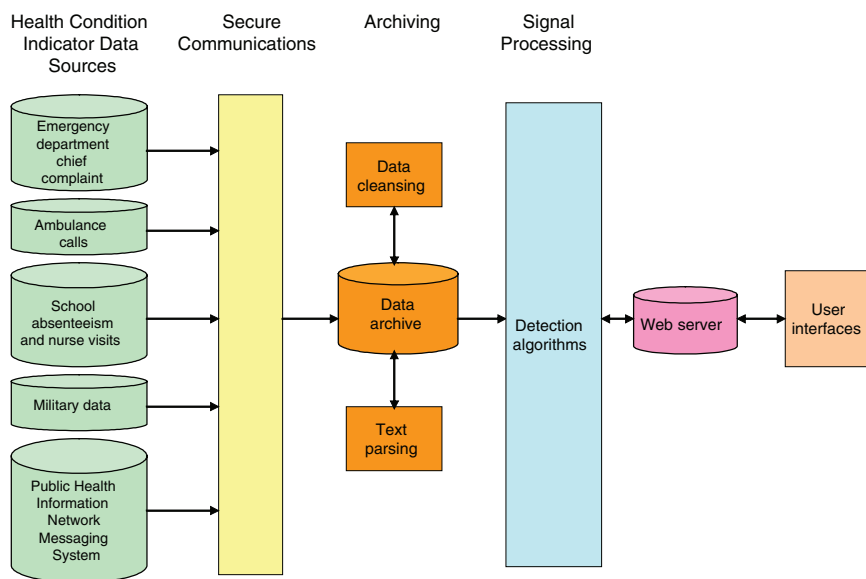 Health Condition
Indicator Data
Sources
Secure
Communications
Archiving
Signal
Processing
Emergency
department
chief
complaint
Ambulance
calls
School
absenteeism
and nurse visits
Military data
Public Health
Information
Network
Messaging
System
Data
cleansing
Data
archive
Text
parsing
Detection
algorithms
Web server
User
interfaces